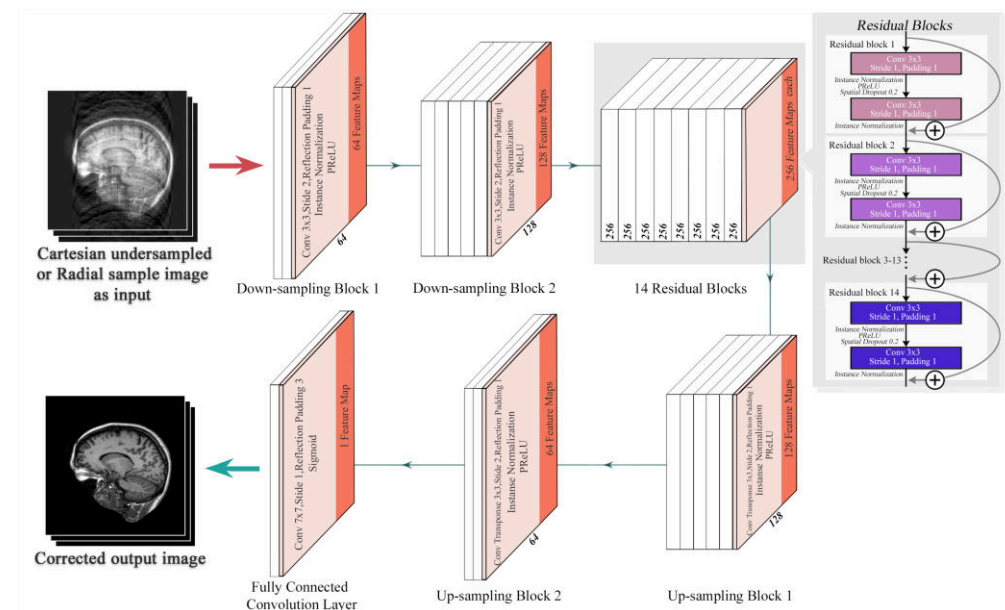 Cartesian undersampled
or Radial sample image
as input
Conv 3x3,Stide 2,Reflection Padding 1
Instance Normalization
PReLU
64 Feature Maps
64
Down-sampling Block 1
Conv 3x3,Stide 2,Reflection Padding 1
Instance Normalization
PReLU
128 Feature Maps
128
Down-sampling Block 2
256
256
256
256
256
256
256
256
256 Feature Maps each
14 Residual Blocks
Residual Blocks
Residual block 1
Conv 3x3
Stride 1, Padding 1
Instance Normalization
PReLU
Spatial Dropout 0.2
Conv 3x3
Stride 1, Padding 1
Instance Normalization
+
Residual block 2
Conv 3x3
Stride 1, Padding 1
Instance Normalization
PReLU
Spatial Dropout 0.2
Conv 3x3
Stride 1, Padding 1
Instance Normalization
+
Residual block 3-13
+
Residual block 14
Conv 3x3
Stride 1, Padding 1
Instance Normalization
PReLU
Spatial Dropout 0.2
Conv 3x3
Stride 1, Padding 1
Instance Normalization
+
Conv Transponse 3x3,Stide 2,Reflection Padding 1
Instanse Normalization
PReLU
128 Feature Maps
128
Up-sampling Block 1
Conv Transponse 3x3,Stide 2,Reflection Padding 1
Instanse Normalization
PReLU
64 Feature Maps
64
Up-sampling Block 2
Conv 7x7,Stide 1,Reflection Padding 3
Sigmoid
1 Feature Map
Fully Connected
Convolution Layer
Corrected output image